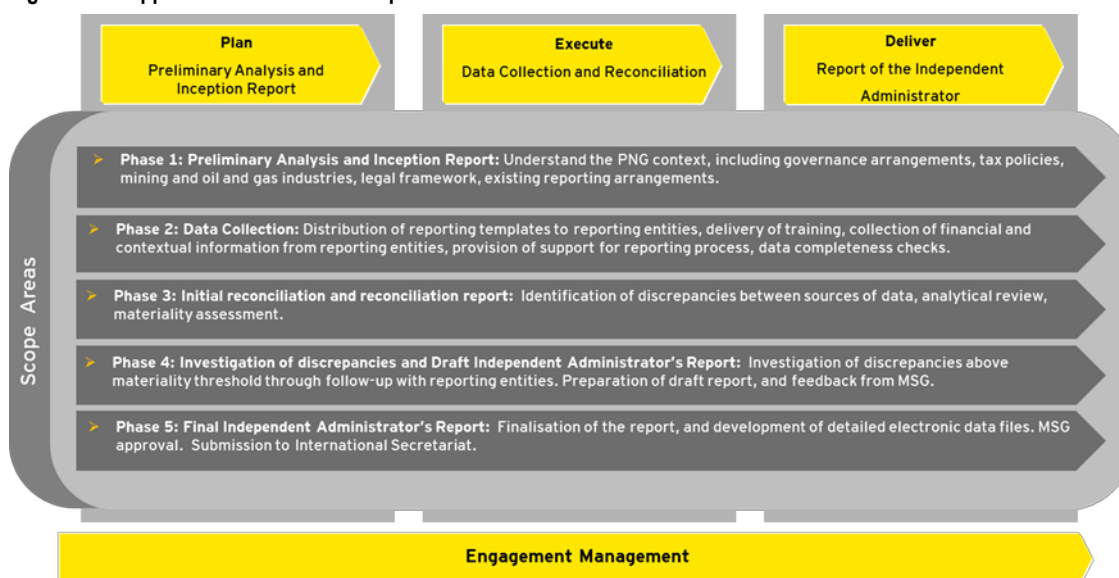 Plan
Preliminary Analysis and
Inception Report
Execute
Data Collection and Reconciliation
Deliver
Report of the Independent
Administrator
Scope Areas
Phase 1: Preliminary Analysis and Inception Report: Understand the PNG context, including governance arrangements, tax policies,
mining and oil and gas industries, legal framework, existing reporting arrangements.
Phase 2: Data Collection: Distribution of reporting templates to reporting entities, delivery of training, collection of financial and
contextual information from reporting entities, provision of support for reporting process, data completeness checks.
Phase 3: Initial reconciliation and reconciliation report: Identification of discrepancies between sources of data, analytical review,
materiality assessment.
Phase 4: Investigation of discrepancies and Draft Independent Administrator's Report: Investigation of discrepancies above
materiality threshold through follow-up with reporting entities. Preparation of draft report, and feedback from MSG.
Phase 5: Final Independent Administrator's Report: Finalisation of the report, and development of detailed electronic data files. MSG
approval. Submission to International Secretariat.
Engagement Management